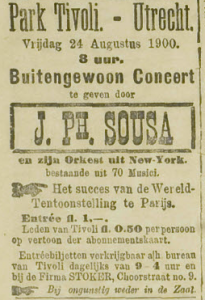 Park Tivoli. - Utrecht.
Vrijdag 24 Augustus 1900.
8 uur.
Buitengewoon Concert
te geven door
J. PH. SOUSA
en zijn Orkest uit New-York.
bestaande uit 70 Musici.
Het succes van de Wereld-
Tentoonstelling te Parijs.
Entrée fl. 1.—.
Leden van Tivoli fl. 0.50 per persoon
op vertoon der abonnementskaart.
Entréebiljetten verkrijgbaar a/h. bureau
van Tivoli dagelijks van 9–4 uur en bij
de Firma STOKER, Choorstraat no. 9.
Bij ongunstig weder in de Zaal.